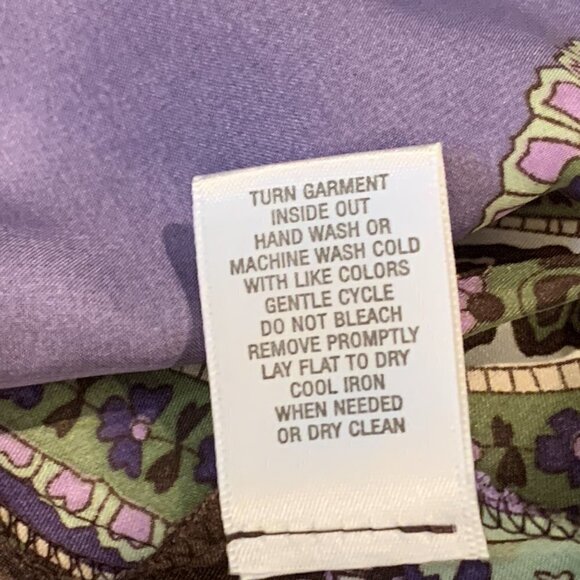 TURN GARMENT
INSIDE OUT
HAND WASH OR
MACHINE WASH COLD
WITH LIKE COLORS
GENTLE CYCLE
DO NOT BLEACH
REMOVE PROMPTLY
LAY FLAT TO DRY
COOL IRON
WHEN NEEDED
OR DRY CLEAN